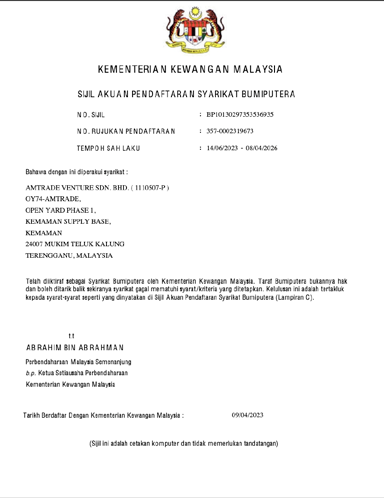 KEMENTERIAN KEWANGAN MALAYSIA
SIJIL AKUAN PENDAFTARAN SYARIKAT BUMIPUTERA
NO. SIJIL : BP10130297353536935
NO. RUJUKAN PENDAFTARAN : 357-0002319673
TEMPOH SAH LAKU : 14/06/2023 - 08/04/2026
Bahawa dengan ini diperakui syarikat :
AMTRADE VENTURE SDN. BHD. ( 1110507-P )
OY74-AMTRADE,
OPEN YARD PHASE 1,
KEMAMAN SUPPLY BASE,
KEMAMAN
24007 MUKIM TELUK KALUNG
TERENGGANU, MALAYSIA
Telah diiktiraf sebagai Syarikat Bumiputera oleh Kementerian Kewangan Malaysia. Taraf Bumiputera bukannya hak
dan boleh ditarik balik sekiranya syarikat gagal mematuhi syarat/kriteria yang ditetapkan. Kelulusan ini adalah tertakluk
kepada syarat-syarat seperti yang dinyatakan di Sijil Akuan Pendaftaran Syarikat Bumiputera (Lampiran C).
t.t
ABRAHIM BIN ABRAHMAN
Perbendaharaan Malaysia Semenanjung
b.p. Ketua Setiausaha Perbendaharaan
Kementerian Kewangan Malaysia
Tarikh Berdaftar Dengan Kementerian Kewangan Malaysia : 09/04/2023
(Sijil ini adalah cetakan komputer dan tidak memerlukan tandatangan)